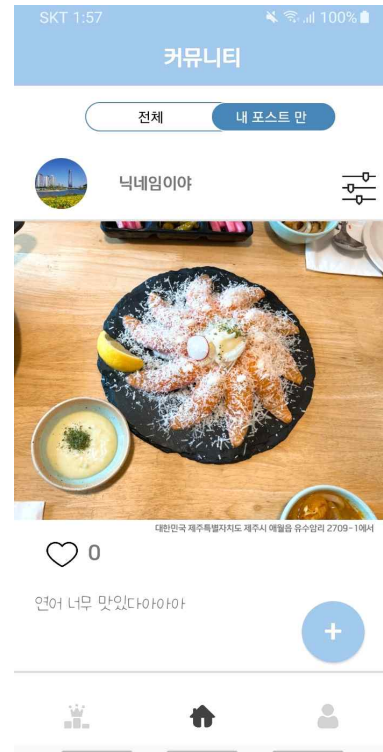 SKT 1:57 100%
커뮤니티
전체 내 포스트 만
닉네임이야
대한민국 제주특별자치도 제주시 애월읍 유수암리 2709-1에서
0
연어 너무 맛있다아아아아
+